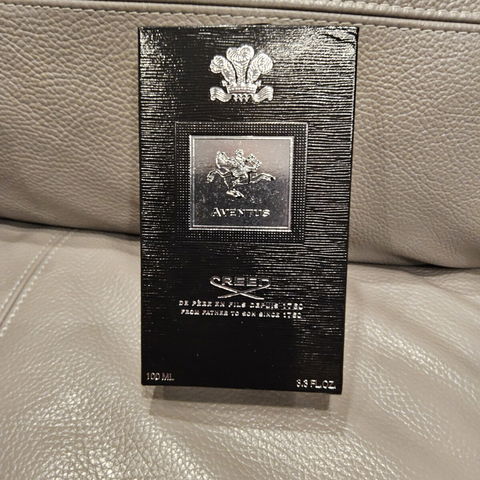 AVENTUS
CREED
DE PÈRE EN FILS DEPUIS 1760
FROM FATHER TO SON SINCE 1760
100 ML
3.3 FL.OZ.